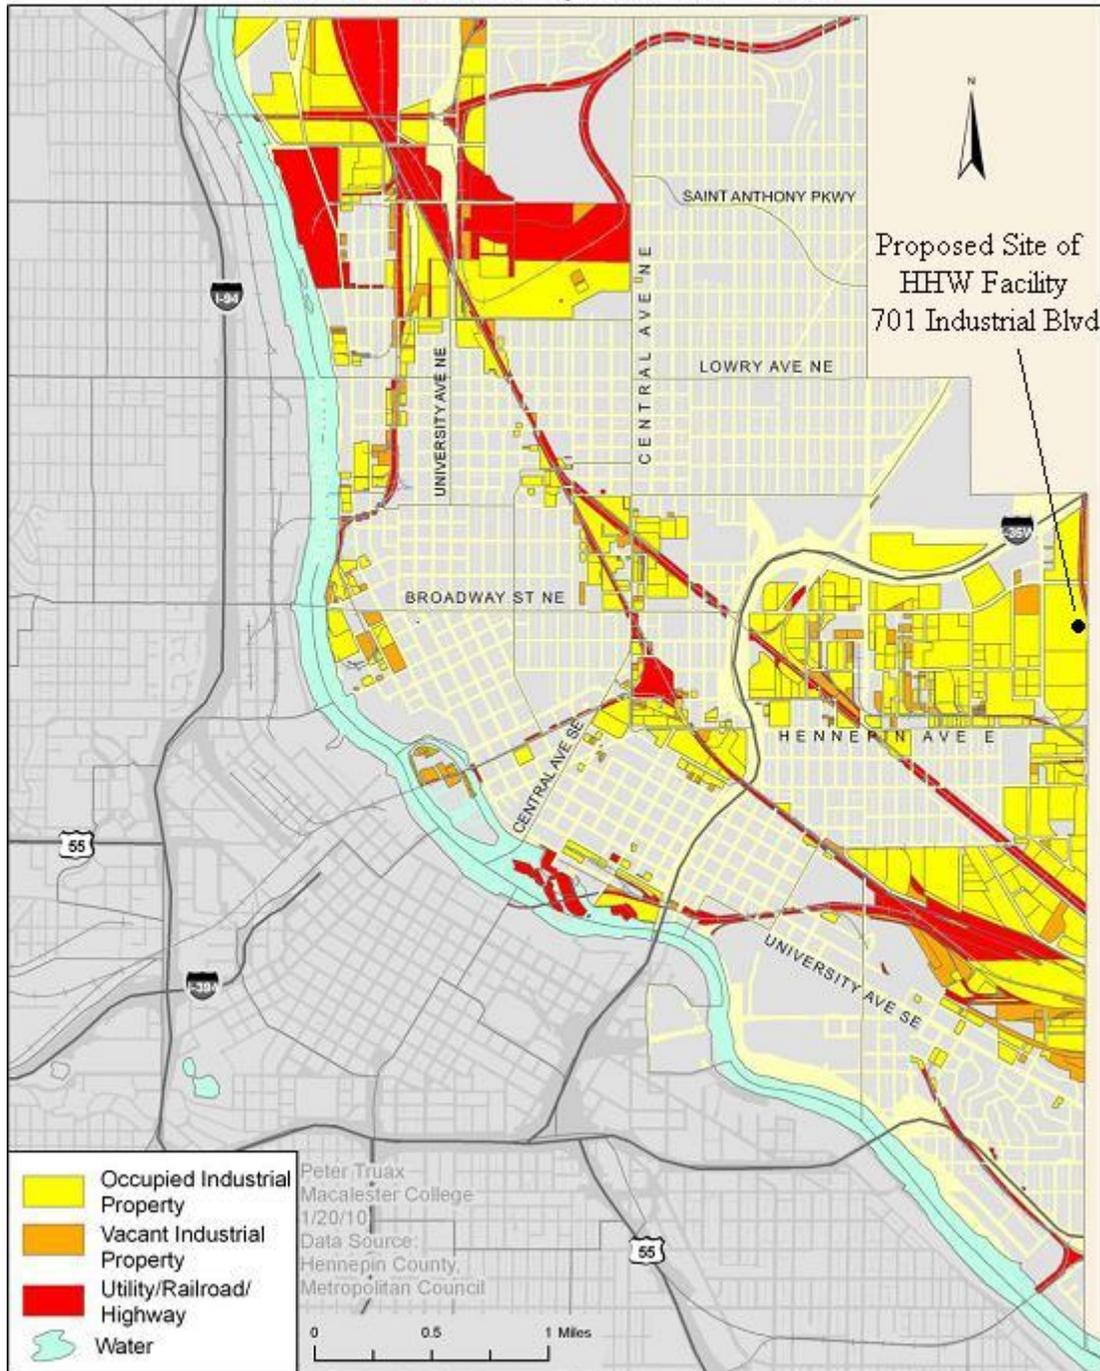 N
SAINT ANTHONY PKWY
Proposed Site of
HHW Facility
701 Industrial Blvd
I-94
CENTRAL AVE NE
UNIVERSITY AVE NE
LOWRY AVE NE
I-35W
BROADWAY ST NE
HENNEPIN AVE E
CENTRAL AVE SE
55
UNIVERSITY AVE SE
I-394
Occupied Industrial
Property
Vacant Industrial
Property
Utility/Railroad/
Highway
Water
Peter Truax
Macalester College
1/20/10
Data Source:
Hennepin County,
Metropolitan Council
55
0 0.5 1 Miles